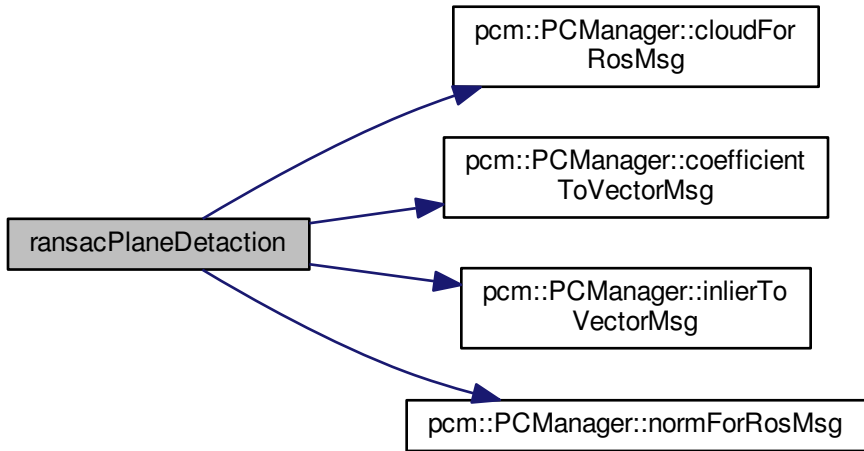 pcm::PCManager::cloudFor
RosMsg
pcm::PCManager::coefficient
ToVectorMsg
ransacPlaneDetaction
pcm::PCManager::inlierTo
VectorMsg
pcm::PCManager::normForRosMsg